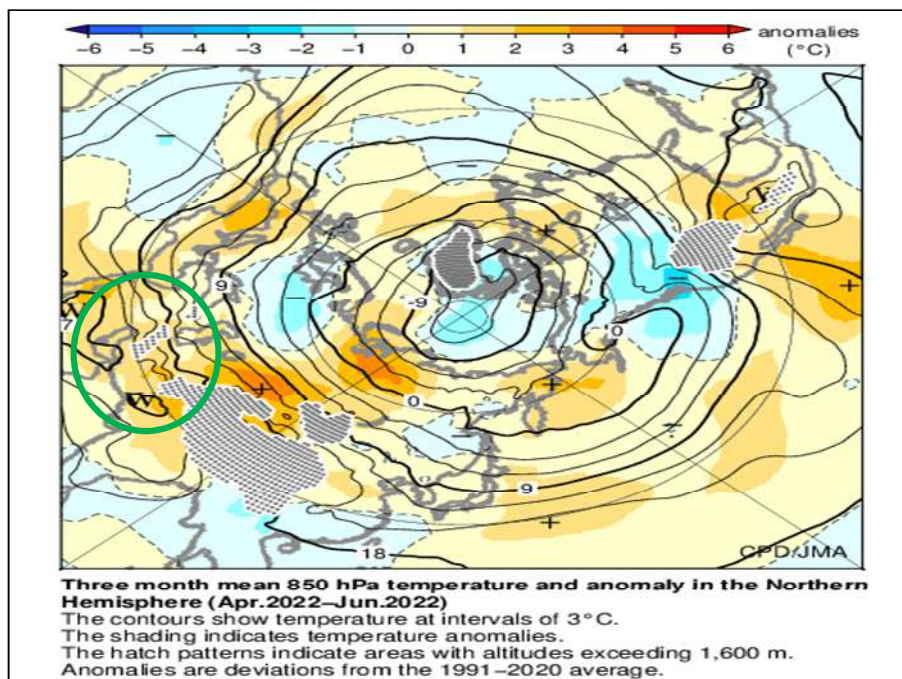 anomalies
−6 −5 −4 −3 −2 −1 0 1 2 3 4 5 6 (°C)
9
-9
0
W
7
W
0
9
18
CPD/JMA
Three month mean 850 hPa temperature and anomaly in the Northern
Hemisphere (Apr.2022−Jun.2022)
The contours show temperature at intervals of 3°C.
The shading indicates temperature anomalies.
The hatch patterns indicate areas with altitudes exceeding 1,600 m.
Anomalies are deviations from the 1991−2020 average.